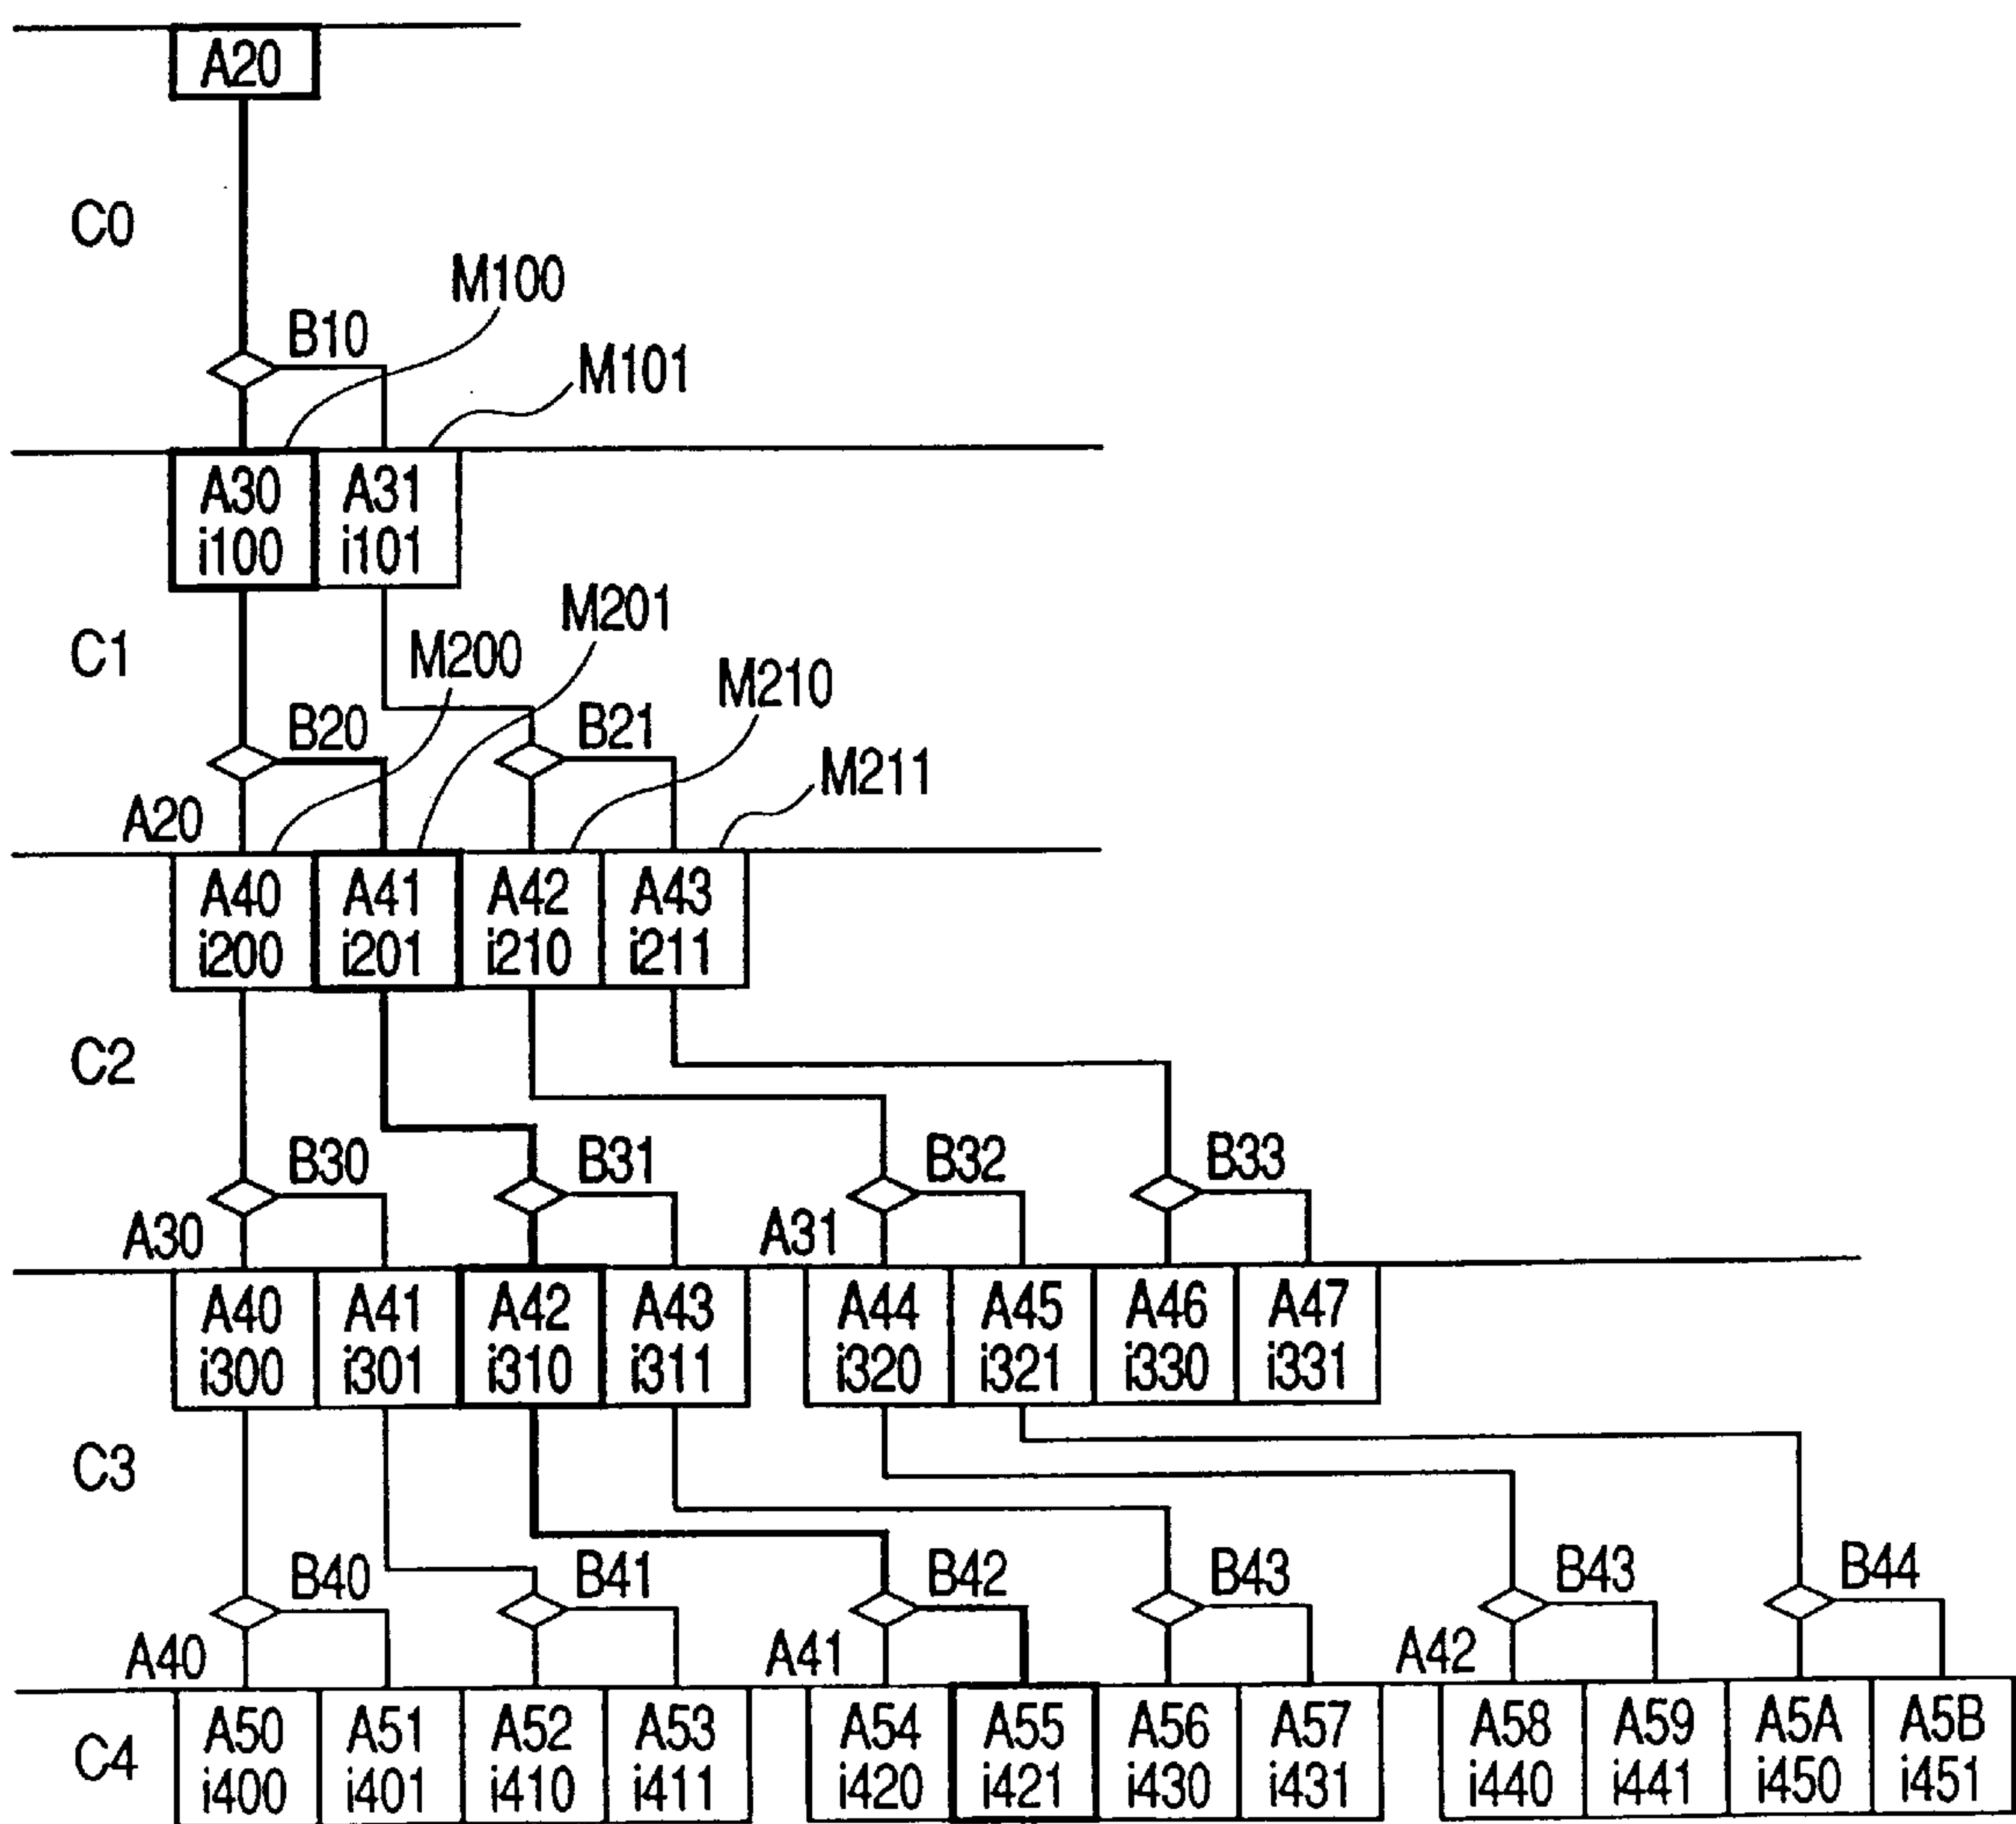 A20
C0
M100
B10
M101
A30 A31
i100 i101
M201
C1
M200
M210
B20 B21
M211
A20
A40 A41 A42 A43
i200 i201 i210 i211
C2
B30 B31 B32 B33
A30 A31
A40 A41 A42 A43 A44 A45 A46 A47
i300 i301 i310 i311 i320 i321 i330 i331
C3
B40 B41 B42 B43 B43 B44
A40 A41 A42
A50 A51 A52 A53 A54 A55 A56 A57 A58 A59 A5A A5B
C4
i400 i401 i410 i411 i420 i421 i430 i431 i440 i441 i450 i451